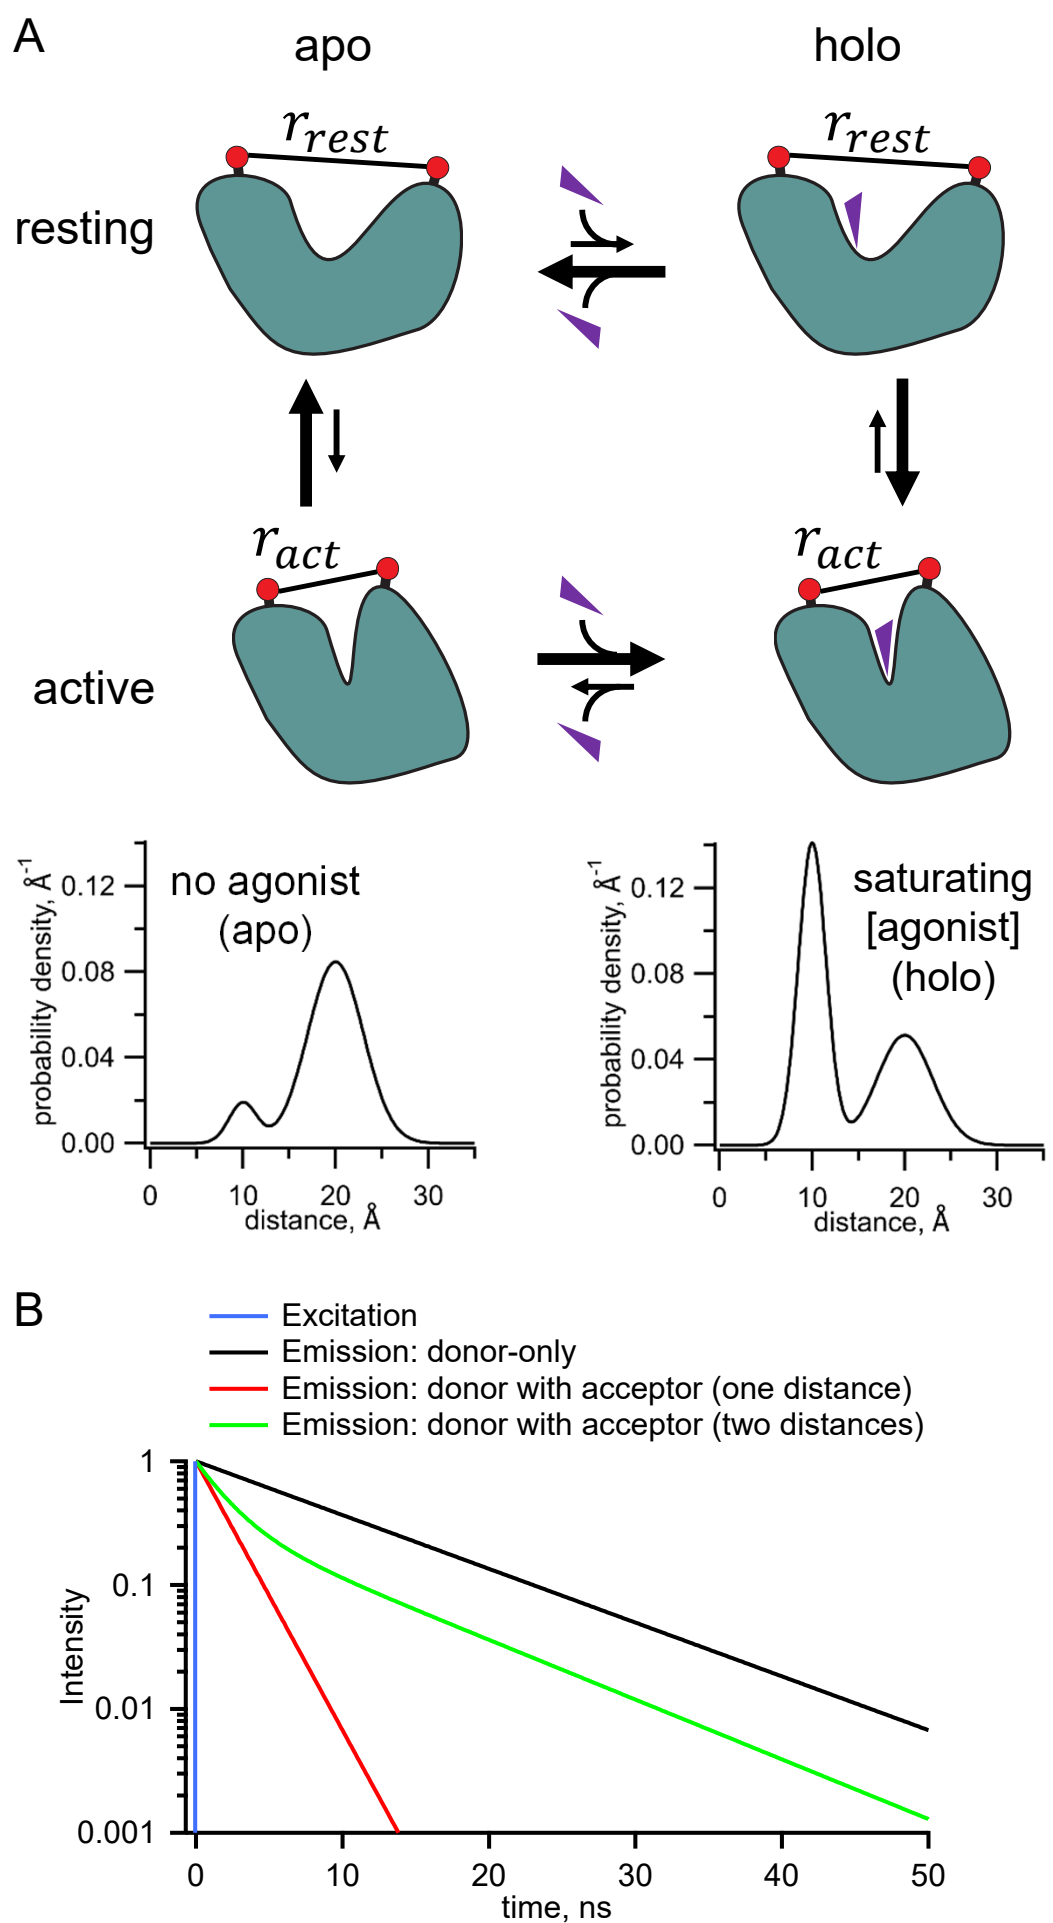 A
apo
holo
r_rest
r_rest
resting
r_act
r_act
active
probability density, Å⁻¹
0.12
0.08
0.04
0.00
no agonist
(apo)
0 10 20 30
distance, Å
probability density, Å⁻¹
0.12
0.08
0.04
0.00
saturating
[agonist]
(holo)
0 10 20 30
distance, Å
B
Excitation
Emission: donor-only
Emission: donor with acceptor (one distance)
Emission: donor with acceptor (two distances)
Intensity
1
0.1
0.01
0.001
0 10 20 30 40 50
time, ns